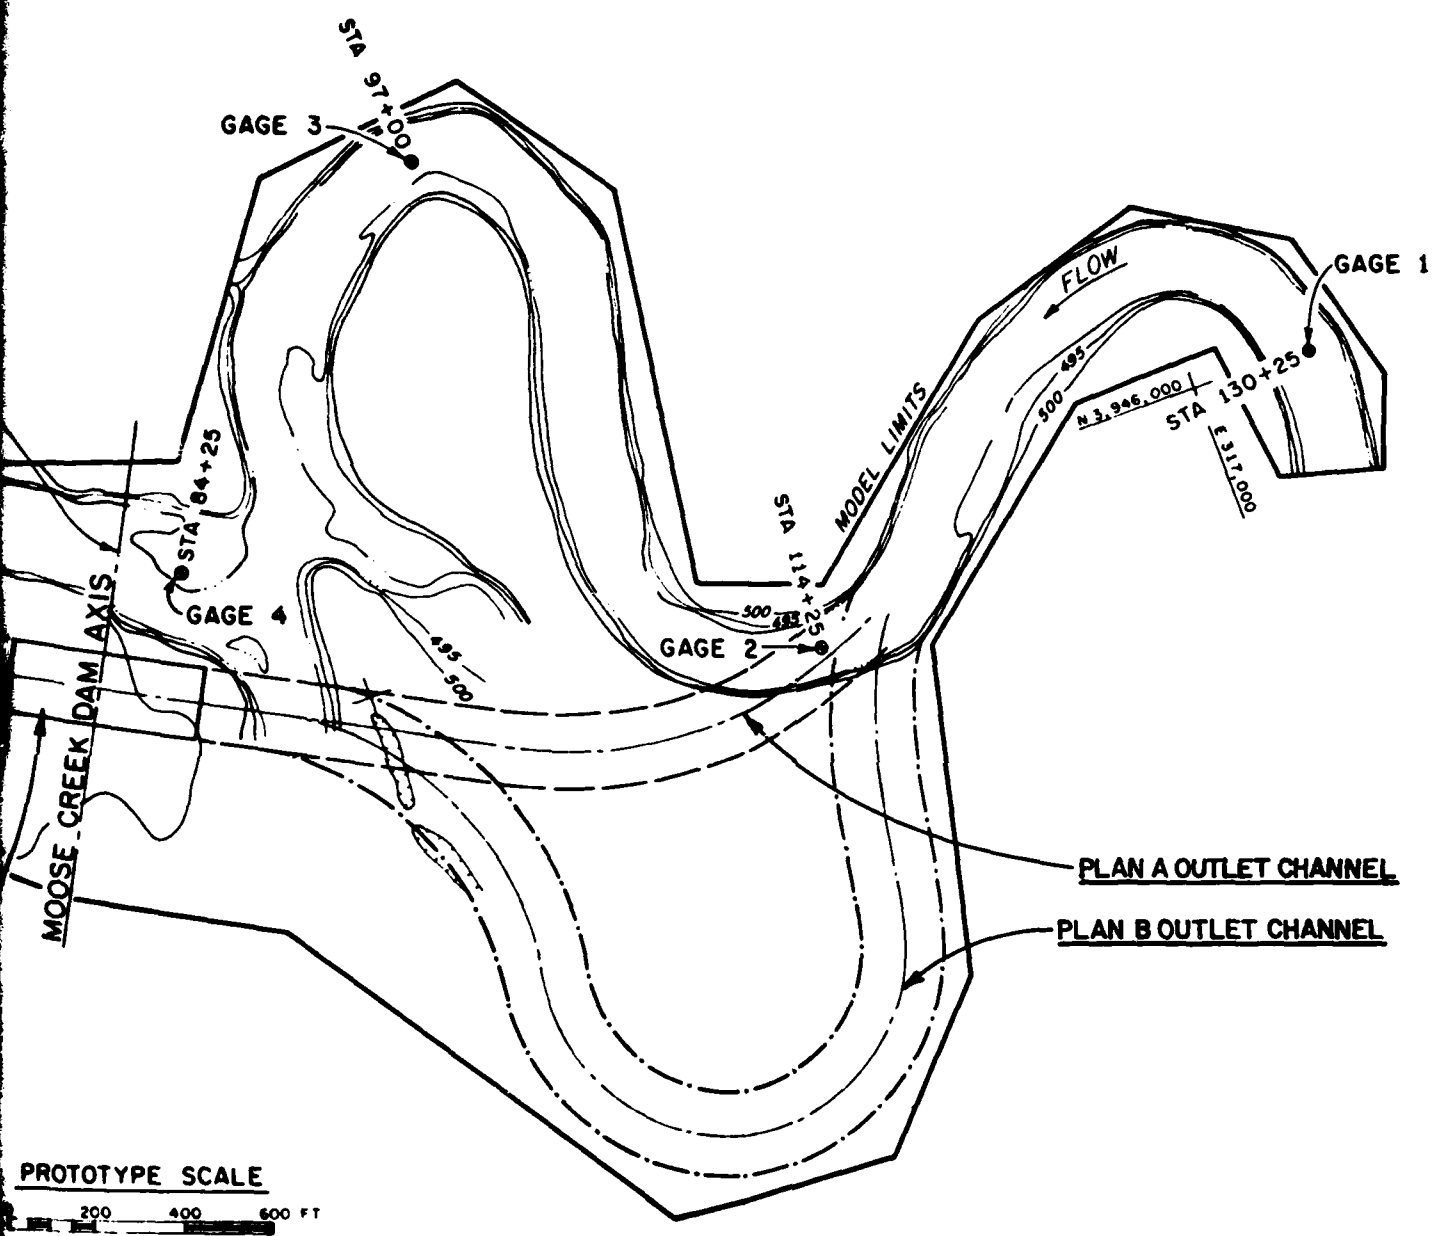 STA 97+00
GAGE 3
GAGE 1
FLOW
495
500
N 3,946,000
STA 130+25
E 317,000
MODEL LIMITS
STA 84+25
STA 114+25
GAGE 4
500
495
GAGE 2
495
500
MOOSE CREEK DAM AXIS
PLAN A OUTLET CHANNEL
PLAN B OUTLET CHANNEL
PROTOTYPE SCALE
200 400 600 FT